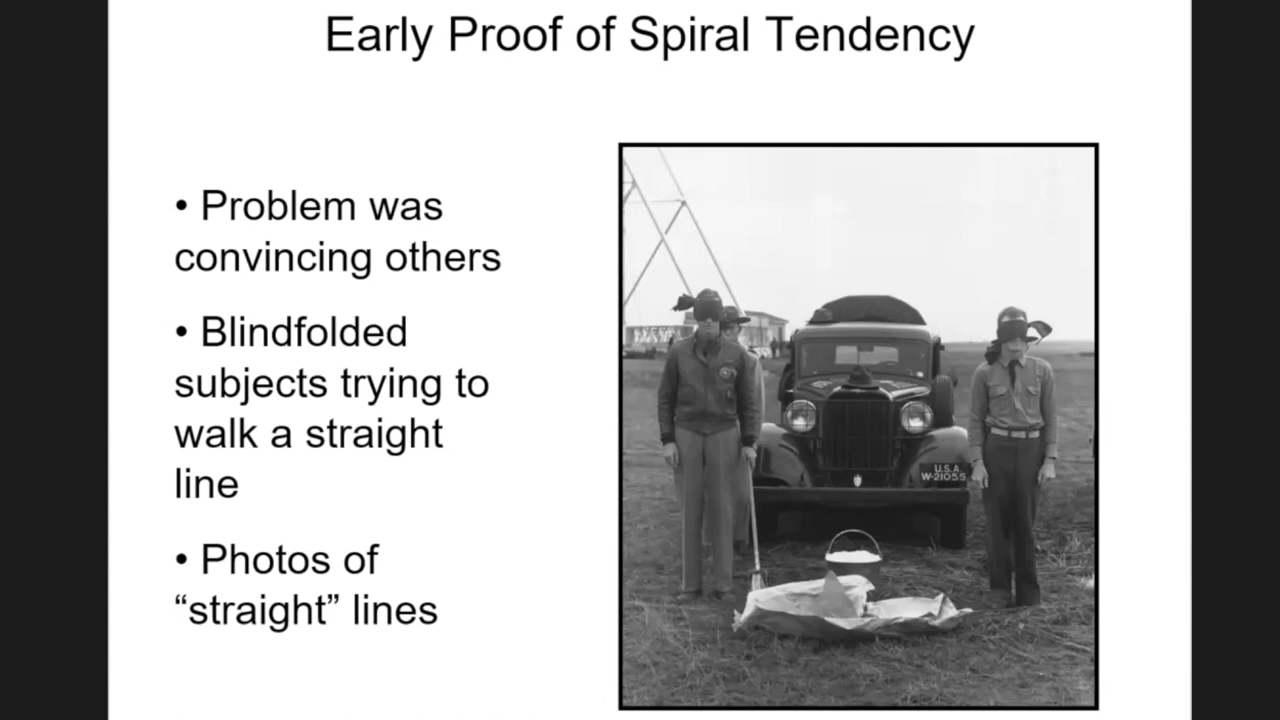 Early Proof of Spiral Tendency
• Problem was
convincing others
• Blindfolded
subjects trying to
walk a straight
line
• Photos of
“straight” lines
U.S.A.
W-21055